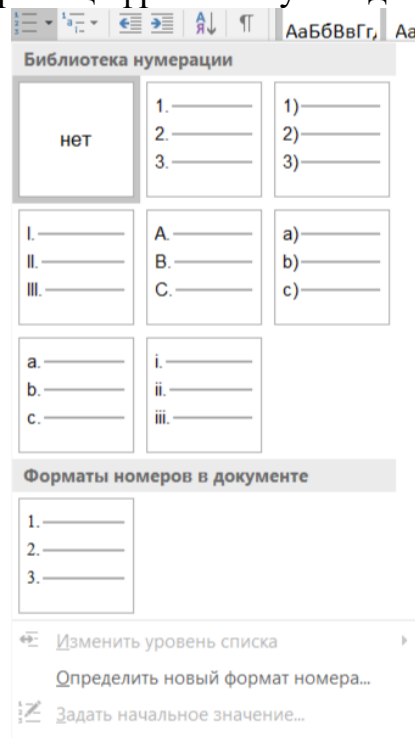 АаБбВвГг, Аа
Библиотека нумерации
нет
1.
2.
3.
1)
2)
3)
I.
II.
III.
A.
B.
C.
a)
b)
c)
a.
b.
c.
i.
ii.
iii.
Форматы номеров в документе
1.
2.
3.
Изменить уровень списка
Определить новый формат номера...
Задать начальное значение...